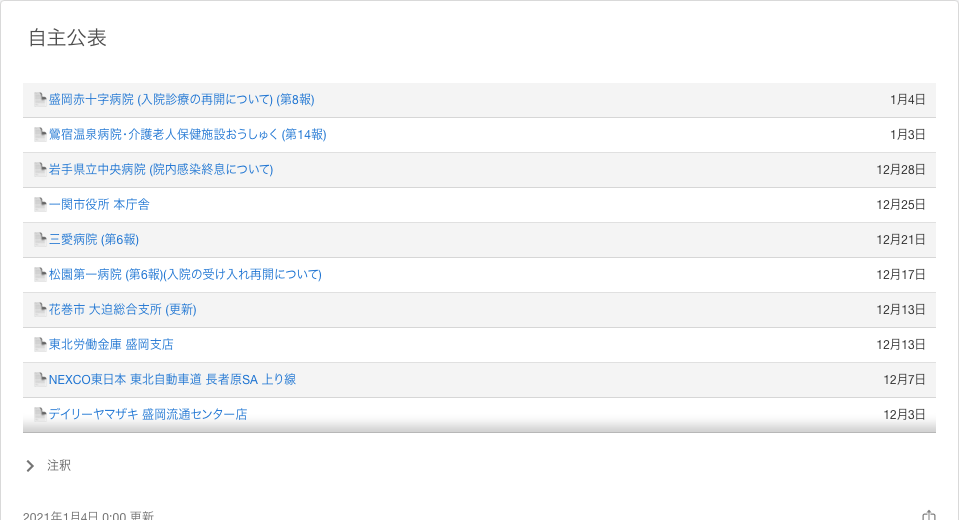 自主公表
盛岡赤十字病院 (入院診療の再開について) (第8報) 1月4日
鶯宿温泉病院・介護老人保健施設おうしゅく (第14報) 1月3日
岩手県立中央病院 (院内感染終息について) 12月28日
一関市役所 本庁舎 12月25日
三愛病院 (第6報) 12月21日
松園第一病院 (第6報)(入院の受け入れ再開について) 12月17日
花巻市 大迫総合支所 (更新) 12月13日
東北労働金庫 盛岡支店 12月13日
NEXCO東日本 東北自動車道 長者原SA 上り線 12月7日
デイリーヤマザキ 盛岡流通センター店 12月3日
注釈
2021年1月4日 0:00 更新